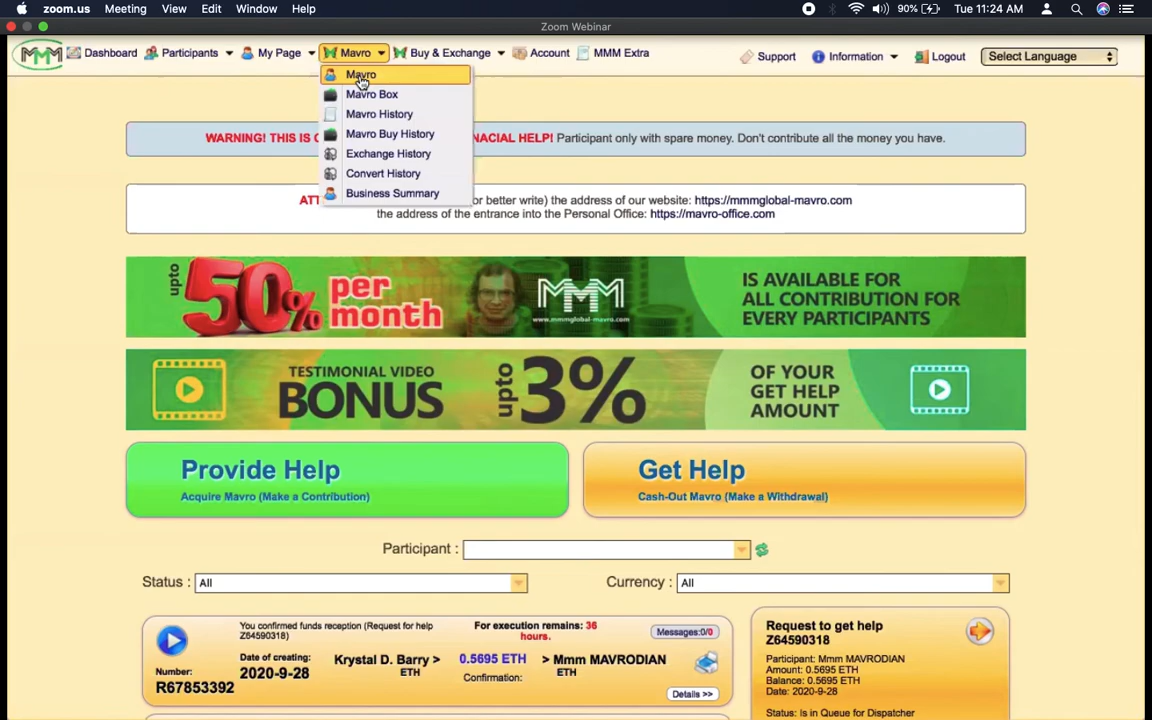 zoom.us Meeting View Edit Window Help
90% Tue 11:24 AM
Zoom Webinar
MMM Dashboard Participants My Page Mavro Buy & Exchange Account MMM Extra
Support Information Logout Select Language
Mavro
Mavro Box
Mavro History
Mavro Buy History
Exchange History
Convert History
Business Summary
WARNING! THIS IS NACIAL HELP! Participant only with spare money. Don't contribute all the money you have.
or better write) the address of our website: https://mmmglobal-mavro.com
the address of the entrance into the Personal Office: https://mavro-office.com
upto 50% per month
MMM
www.mmmglobal-mavro.com
IS AVAILABLE FOR
ALL CONTRIBUTION FOR
EVERY PARTICIPANTS
TESTIMONIAL VIDEO
BONUS
upto 3%
OF YOUR
GET HELP
AMOUNT
Provide Help
Acquire Mavro (Make a Contribution)
Get Help
Cash-Out Mavro (Make a Withdrawal)
Participant :
Status : All
Currency : All
You confirmed funds reception (Request for help
Z64590318)
For execution remains: 36
hours.
Messages:0/0
Number:
R67853392
Date of creating:
2020-9-28
Krystal D. Barry >
ETH
0.5695 ETH
Confirmation:
> Mmm MAVRODIAN
ETH
Details >>
Request to get help
Z64590318
Participant: Mmm MAVRODIAN
Amount: 0.5695 ETH
Balance: 0.5695 ETH
Date: 2020-9-28
Status: Is in Queue for Dispatcher